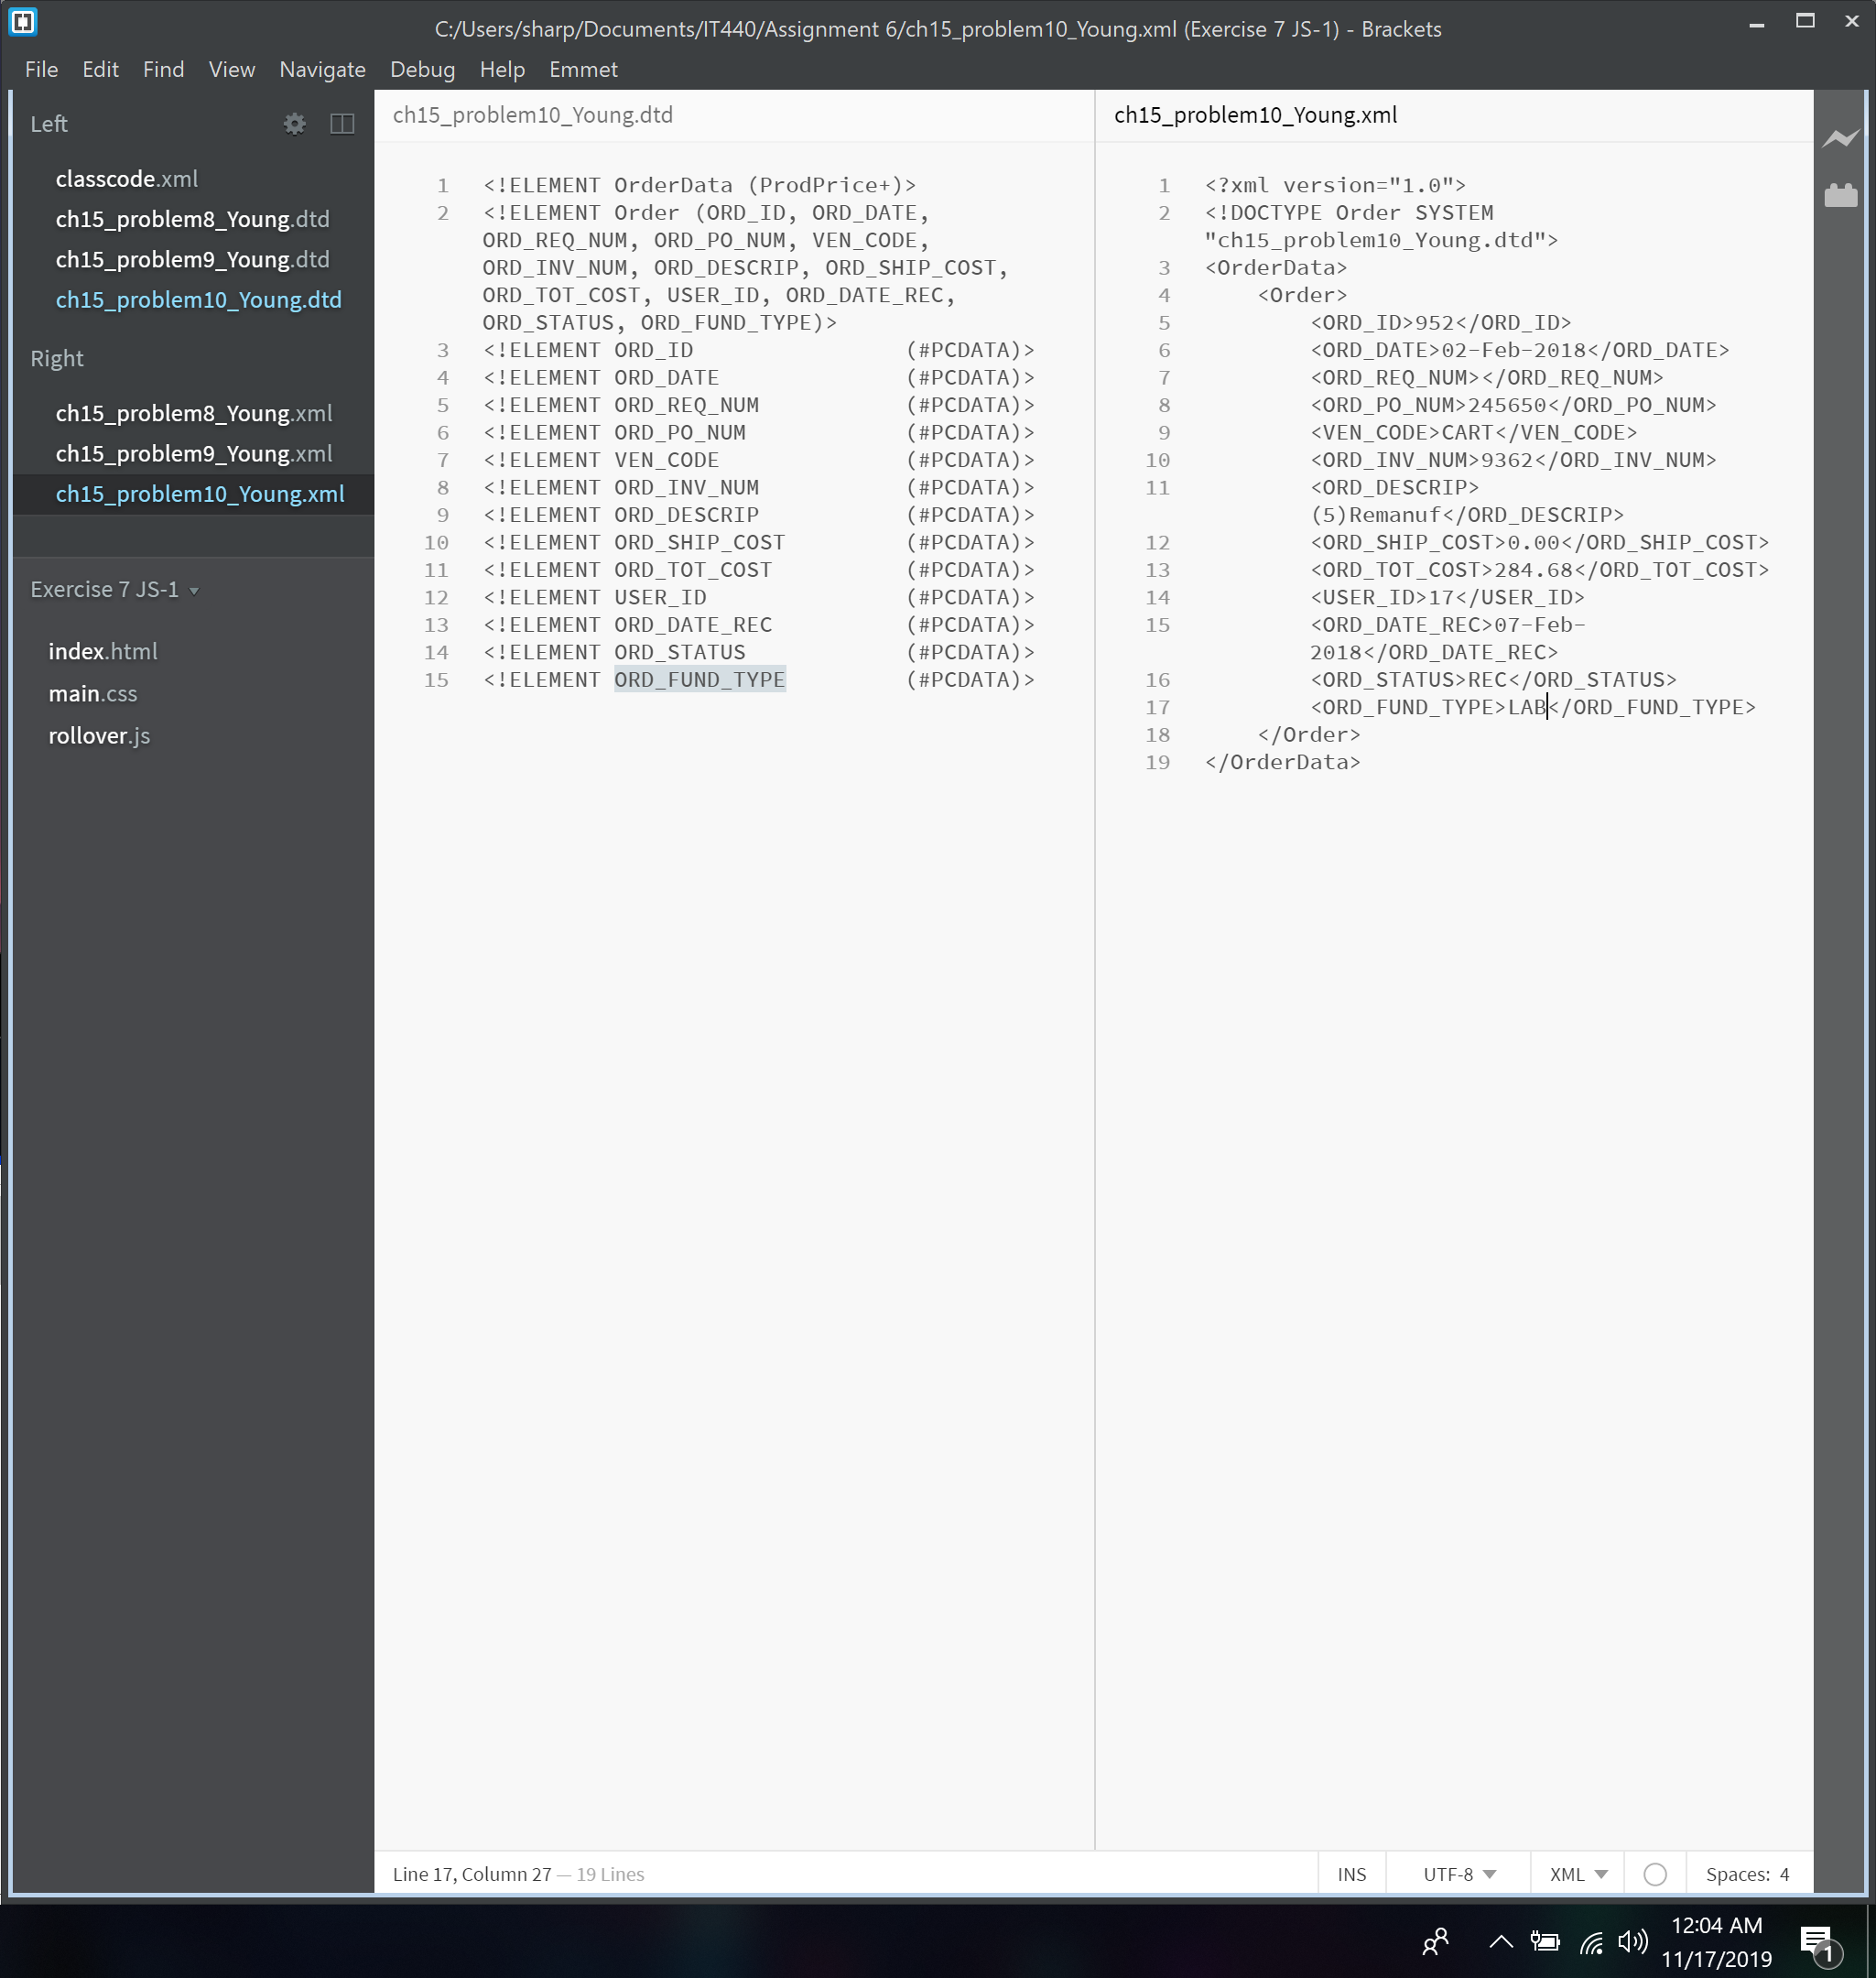 C:/Users/sharp/Documents/IT440/Assignment 6/ch15_problem10_Young.xml (Exercise 7 JS-1) - Brackets
File Edit Find View Navigate Debug Help Emmet
Left
classcode.xml
ch15_problem8_Young.dtd
ch15_problem9_Young.dtd
ch15_problem10_Young.dtd
Right
ch15_problem8_Young.xml
ch15_problem9_Young.xml
ch15_problem10_Young.xml
Exercise 7 JS-1
index.html
main.css
rollover.js
ch15_problem10_Young.dtd
1 <!ELEMENT OrderData (ProdPrice+)>
2 <!ELEMENT Order (ORD_ID, ORD_DATE,
ORD_REQ_NUM, ORD_PO_NUM, VEN_CODE,
ORD_INV_NUM, ORD_DESCRIP, ORD_SHIP_COST,
ORD_TOT_COST, USER_ID, ORD_DATE_REC,
ORD_STATUS, ORD_FUND_TYPE)>
3 <!ELEMENT ORD_ID (#PCDATA)>
4 <!ELEMENT ORD_DATE (#PCDATA)>
5 <!ELEMENT ORD_REQ_NUM (#PCDATA)>
6 <!ELEMENT ORD_PO_NUM (#PCDATA)>
7 <!ELEMENT VEN_CODE (#PCDATA)>
8 <!ELEMENT ORD_INV_NUM (#PCDATA)>
9 <!ELEMENT ORD_DESCRIP (#PCDATA)>
10 <!ELEMENT ORD_SHIP_COST (#PCDATA)>
11 <!ELEMENT ORD_TOT_COST (#PCDATA)>
12 <!ELEMENT USER_ID (#PCDATA)>
13 <!ELEMENT ORD_DATE_REC (#PCDATA)>
14 <!ELEMENT ORD_STATUS (#PCDATA)>
15 <!ELEMENT ORD_FUND_TYPE (#PCDATA)>
ch15_problem10_Young.xml
1 <?xml version="1.0">
2 <!DOCTYPE Order SYSTEM
"ch15_problem10_Young.dtd">
3 <OrderData>
4 <Order>
5 <ORD_ID>952</ORD_ID>
6 <ORD_DATE>02-Feb-2018</ORD_DATE>
7 <ORD_REQ_NUM></ORD_REQ_NUM>
8 <ORD_PO_NUM>245650</ORD_PO_NUM>
9 <VEN_CODE>CART</VEN_CODE>
10 <ORD_INV_NUM>9362</ORD_INV_NUM>
11 <ORD_DESCRIP>
(5)Remanuf</ORD_DESCRIP>
12 <ORD_SHIP_COST>0.00</ORD_SHIP_COST>
13 <ORD_TOT_COST>284.68</ORD_TOT_COST>
14 <USER_ID>17</USER_ID>
15 <ORD_DATE_REC>07-Feb-
2018</ORD_DATE_REC>
16 <ORD_STATUS>REC</ORD_STATUS>
17 <ORD_FUND_TYPE>LAB</ORD_FUND_TYPE>
18 </Order>
19 </OrderData>
Line 17, Column 27 — 19 Lines
INS UTF-8 XML Spaces: 4
12:04 AM
11/17/2019
1